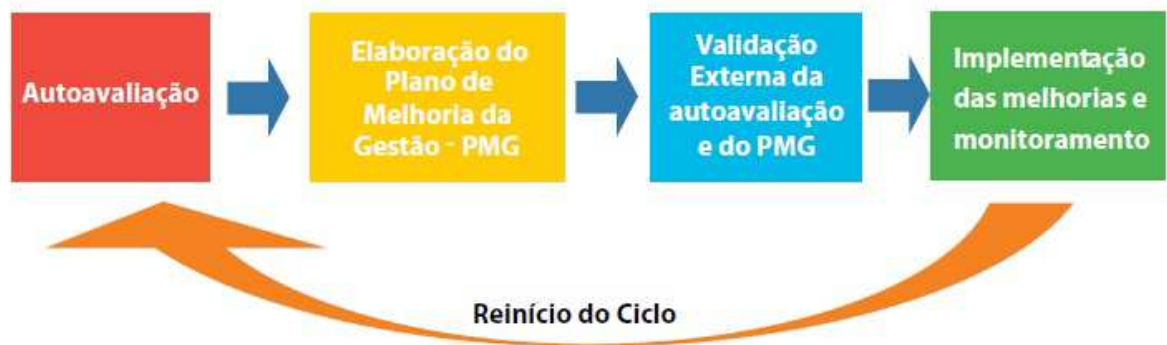 Autoavaliação
Elaboração do
Plano de
Melhoria da
Gestão - PMG
Validação
Externa da
autoavaliação
e do PMG
Implementação
das melhorias e
monitoramento
Reinício do Ciclo